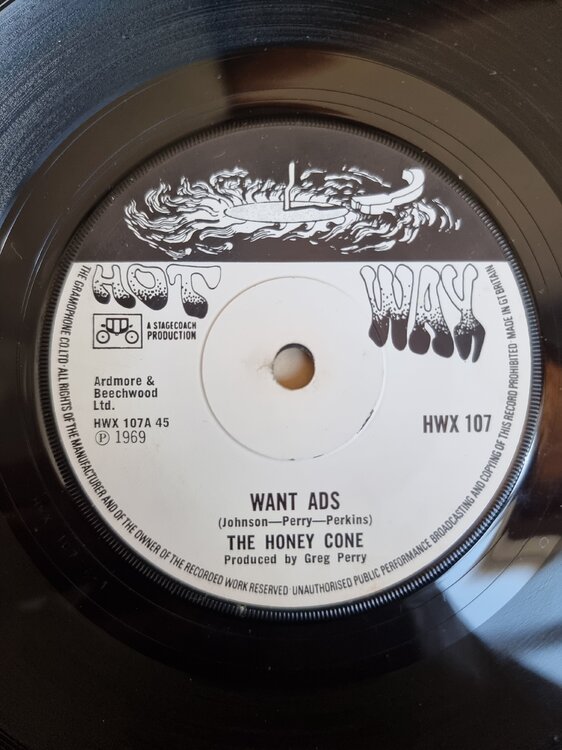 HOT WAX
A STAGECOACH
PRODUCTION
Ardmore &
Beechwood
Ltd.
HWX 107A 45
Ⓟ 1969
HWX 107
WANT ADS
(Johnson—Perry—Perkins)
THE HONEY CONE
Produced by Greg Perry
THE GRAMOPHONE CO. LTD · ALL RIGHTS OF THE MANUFACTURER AND OF THE OWNER OF THE RECORDED WORK RESERVED · UNAUTHORISED PUBLIC PERFORMANCE BROADCASTING AND COPYING OF THIS RECORD PROHIBITED · MADE IN GT BRITAIN